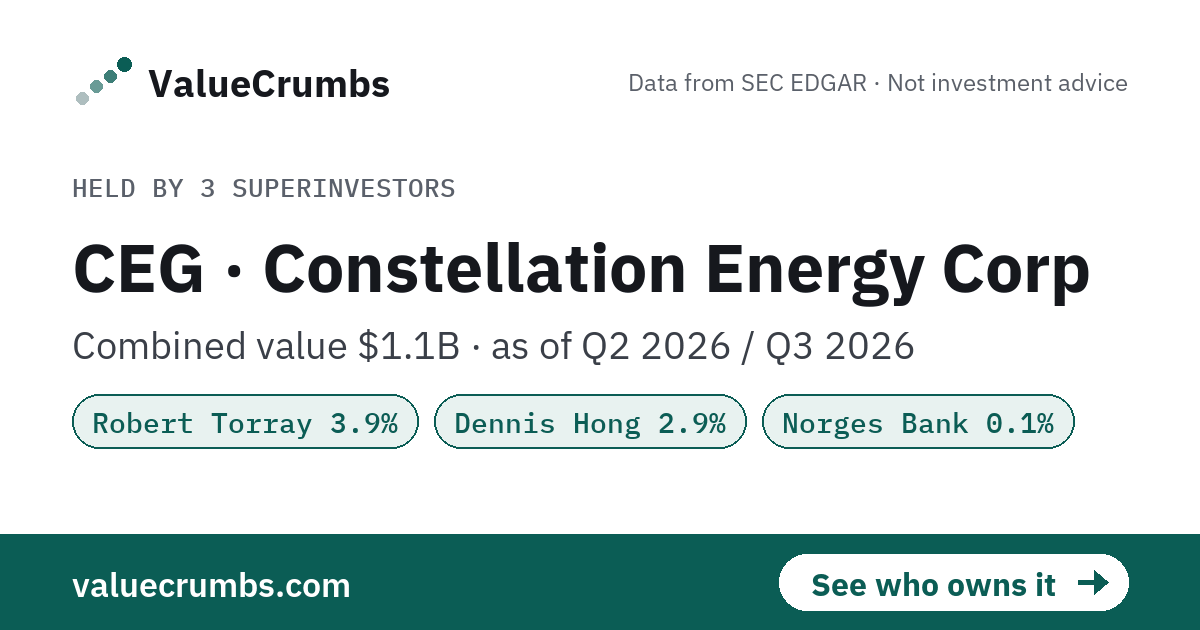 ValueCrumbs
Data from SEC EDGAR · Not investment advice
HELD BY 3 SUPERINVESTORS
CEG · Constellation Energy Corp
Combined value $1.1B · as of Q2 2026 / Q3 2026
Robert Torray 3.9% Dennis Hong 2.9% Norges Bank 0.1%
valuecrumbs.com
See who owns it →